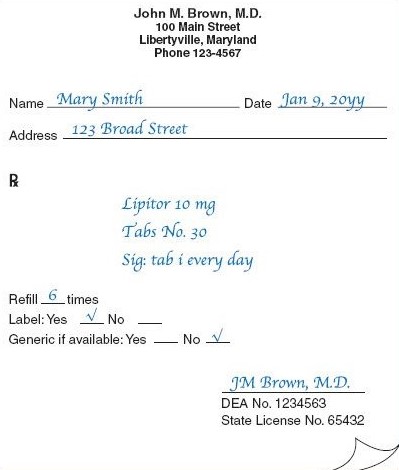 John M. Brown, M.D.
100 Main Street
Libertyville, Maryland
Phone 123-4567
Name Mary Smith Date Jan 9, 20yy
Address 123 Broad Street
℞
Lipitor 10 mg
Tabs No. 30
Sig: tab i every day
Refill 6 times
Label: Yes √ No
Generic if available: Yes No √
JM Brown, M.D.
DEA No. 1234563
State License No. 65432